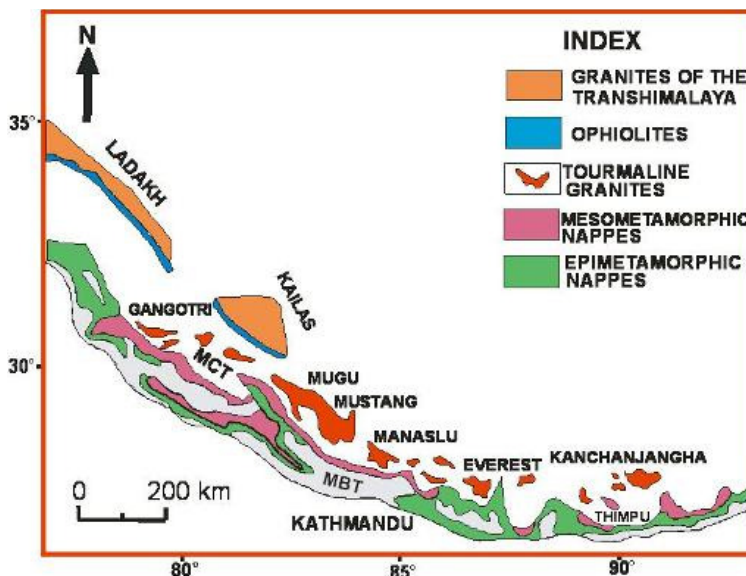 N
INDEX
GRANITES OF THE
TRANSHIMALAYA
OPHIOLITES
TOURMALINE
GRANITES
MESOMETAMORPHIC
NAPPES
EPIMETAMORPHIC
NAPPES
35°
LADAKH
KAILAS
GANGOTRI
MCT
30°
MUGU
MUSTANG
MANASLU
EVEREST
KANCHANJANGHA
0 200 km
MBT
KATHMANDU
THIMPU
80° 85° 90°